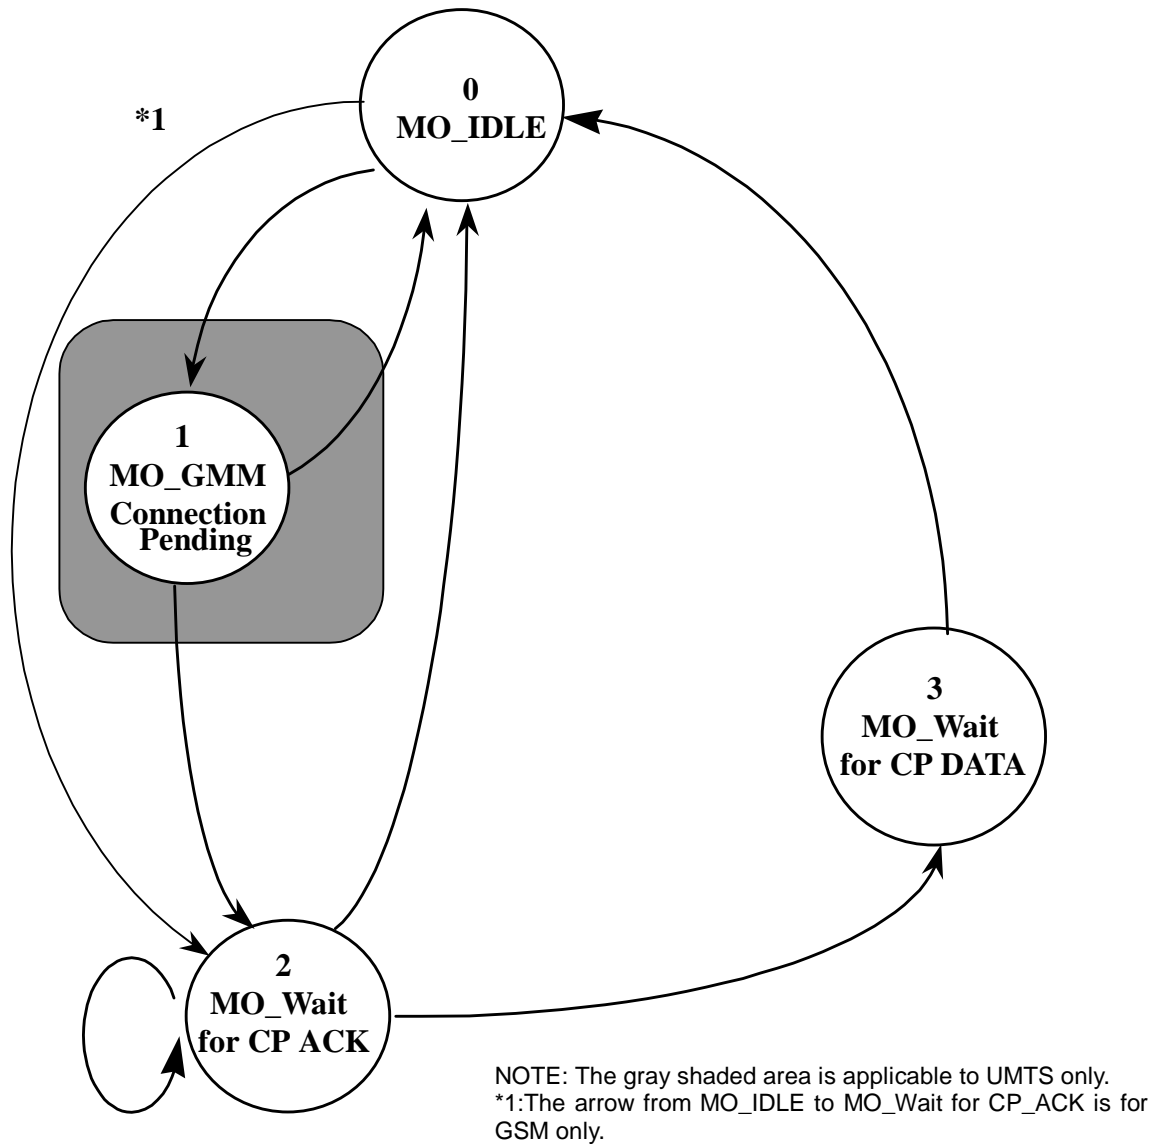 0
MO_IDLE
*1
1
MO_GMM
Connection
Pending
3
MO_Wait
for CP DATA
2
MO_Wait
for CP ACK
NOTE: The gray shaded area is applicable to UMTS only.
*1:The arrow from MO_IDLE to MO_Wait for CP_ACK is for
GSM only.